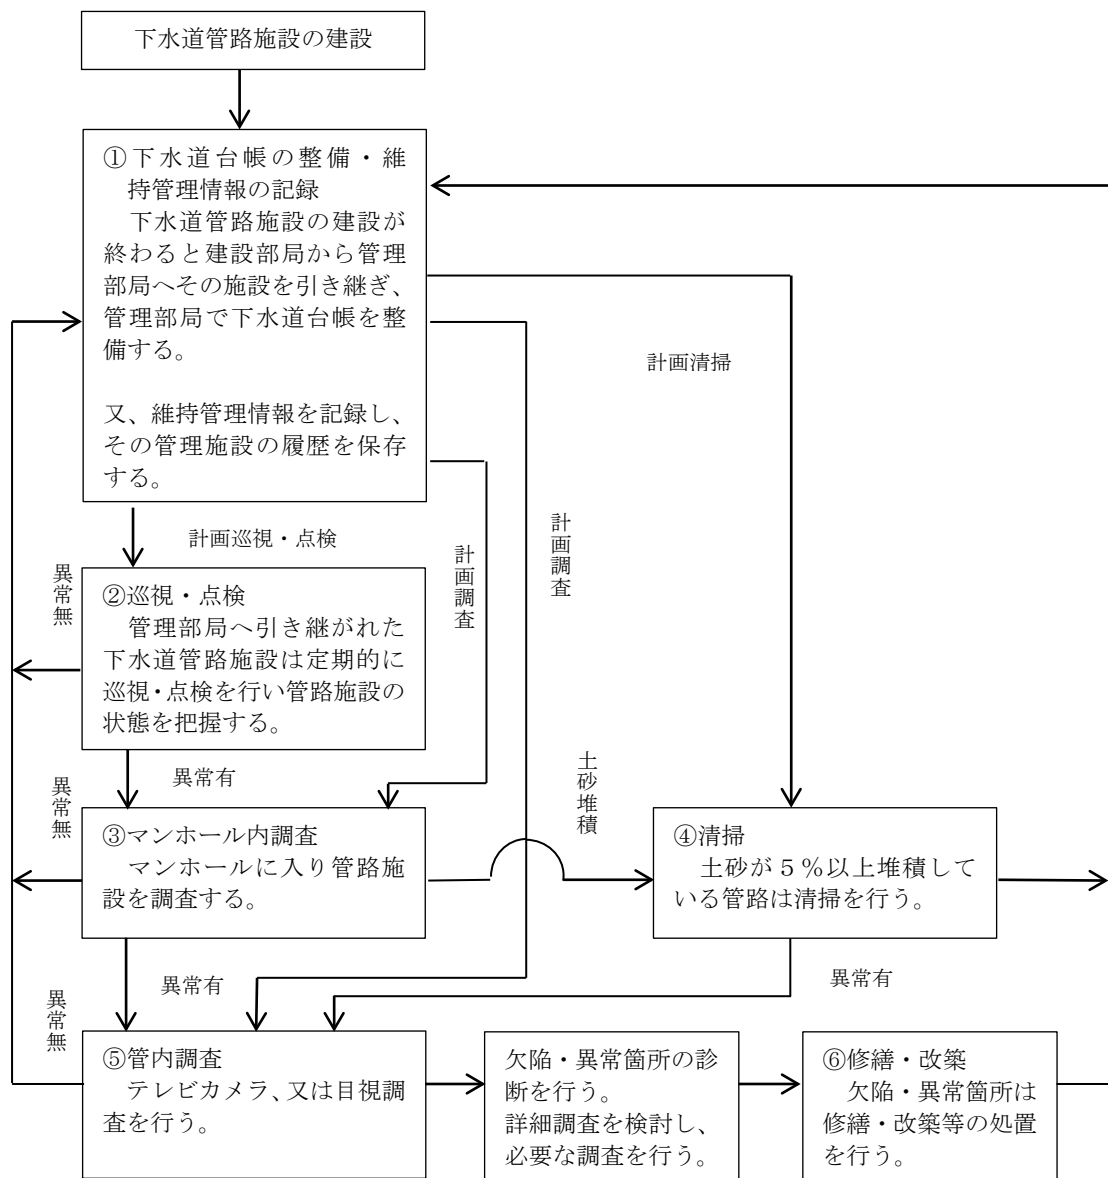 下水道管路施設の建設
①下水道台帳の整備・維
持管理情報の記録
下水道管路施設の建設が
終わると建設部局から管理
部局へその施設を引き継ぎ、
管理部局で下水道台帳を整
備する。
又、維持管理情報を記録し、
その管理施設の履歴を保存
する。
計画清掃
計画巡視・点検
計画調査
計画調査
異常無
②巡視・点検
管理部局へ引き継がれた
下水道管路施設は定期的に
巡視・点検を行い管路施設の
状態を把握する。
異常有
異常無
土砂堆積
③マンホール内調査
マンホールに入り管路施
設を調査する。
④清掃
土砂が５％以上堆積して
いる管路は清掃を行う。
異常有
異常有
異常無
⑤管内調査
テレビカメラ、又は目視調
査を行う。
欠陥・異常箇所の診
断を行う。
詳細調査を検討し、
必要な調査を行う。
⑥修繕・改築
欠陥・異常箇所は
修繕・改築等の処置
を行う。